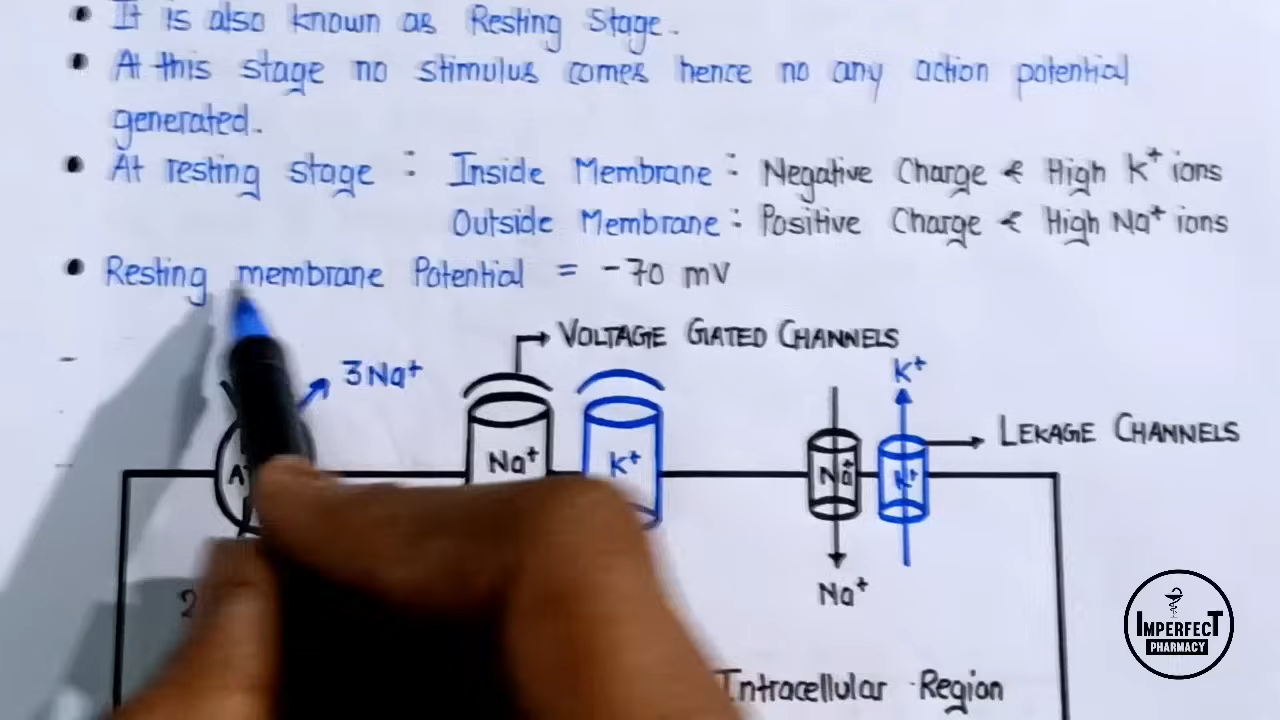 It is also known as Resting Stage.
At this stage no stimulus comes hence no any action potential
generated.
At resting stage : Inside Membrane : Negative Charge & High K⁺ ions
Outside Membrane : Positive Charge & High Na⁺ ions
Resting membrane Potential = -70 mV
VOLTAGE GATED CHANNELS
3Na⁺
K⁺
LEKAGE CHANNELS
Na⁺
K⁺
Na⁺
K⁺
Na⁺
2
Intracellular Region
IMPERFECT
PHARMACY